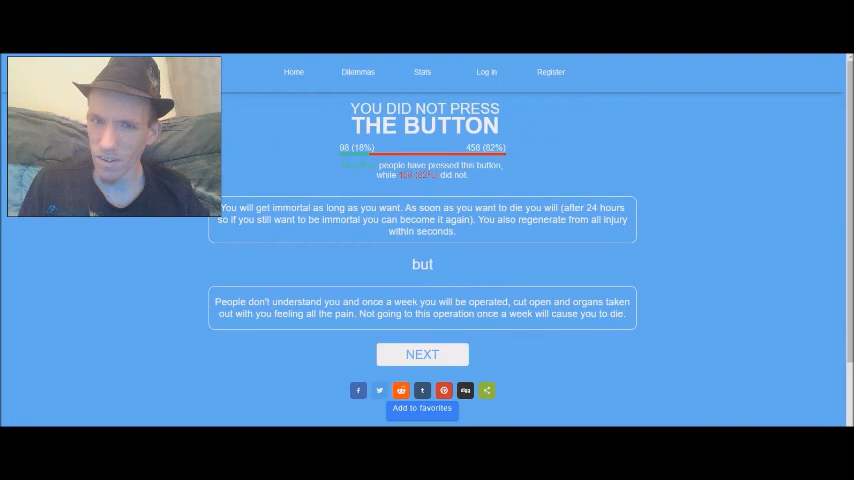 Home Dilemmas Stats Log in Register
YOU DID NOT PRESS
THE BUTTON
98 (18%) 458 (82%)
people have pressed this button,
while 458 (82%) did not.
You will get immortal as long as you want. As soon as you want to die you will (after 24 hours
so if you still want to be immortal you can become it again). You also regenerate from all injury
within seconds.
but
People don't understand you and once a week you will be operated, cut open and organs taken
out with you feeling all the pain. Not going to this operation once a week will cause you to die.
NEXT
f t digg
Add to favorites